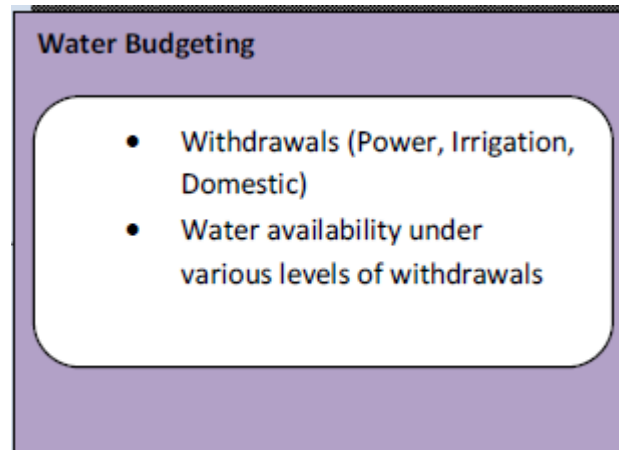 Water Budgeting
• Withdrawals (Power, Irrigation,
Domestic)
• Water availability under
various levels of withdrawals